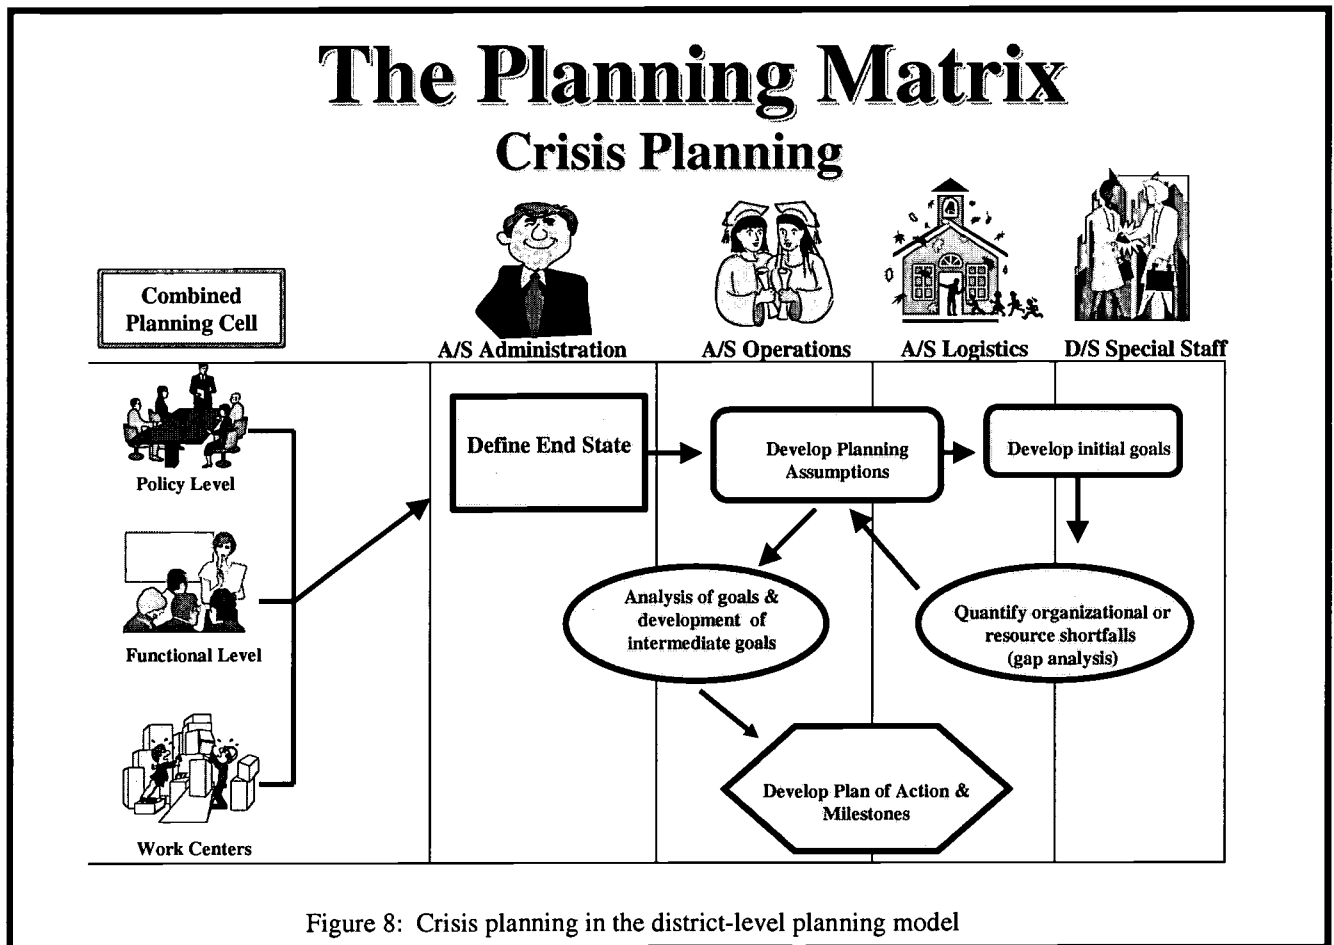 The Planning Matrix
Crisis Planning
Combined
Planning Cell
A/S Administration
A/S Operations
A/S Logistics
D/S Special Staff
Policy Level
Functional Level
Work Centers
Define End State
Develop Planning
Assumptions
Develop initial goals
Analysis of goals &
development of
intermediate goals
Quantify organizational or
resource shortfalls
(gap analysis)
Develop Plan of Action &
Milestones
Figure 8: Crisis planning in the district-level planning model